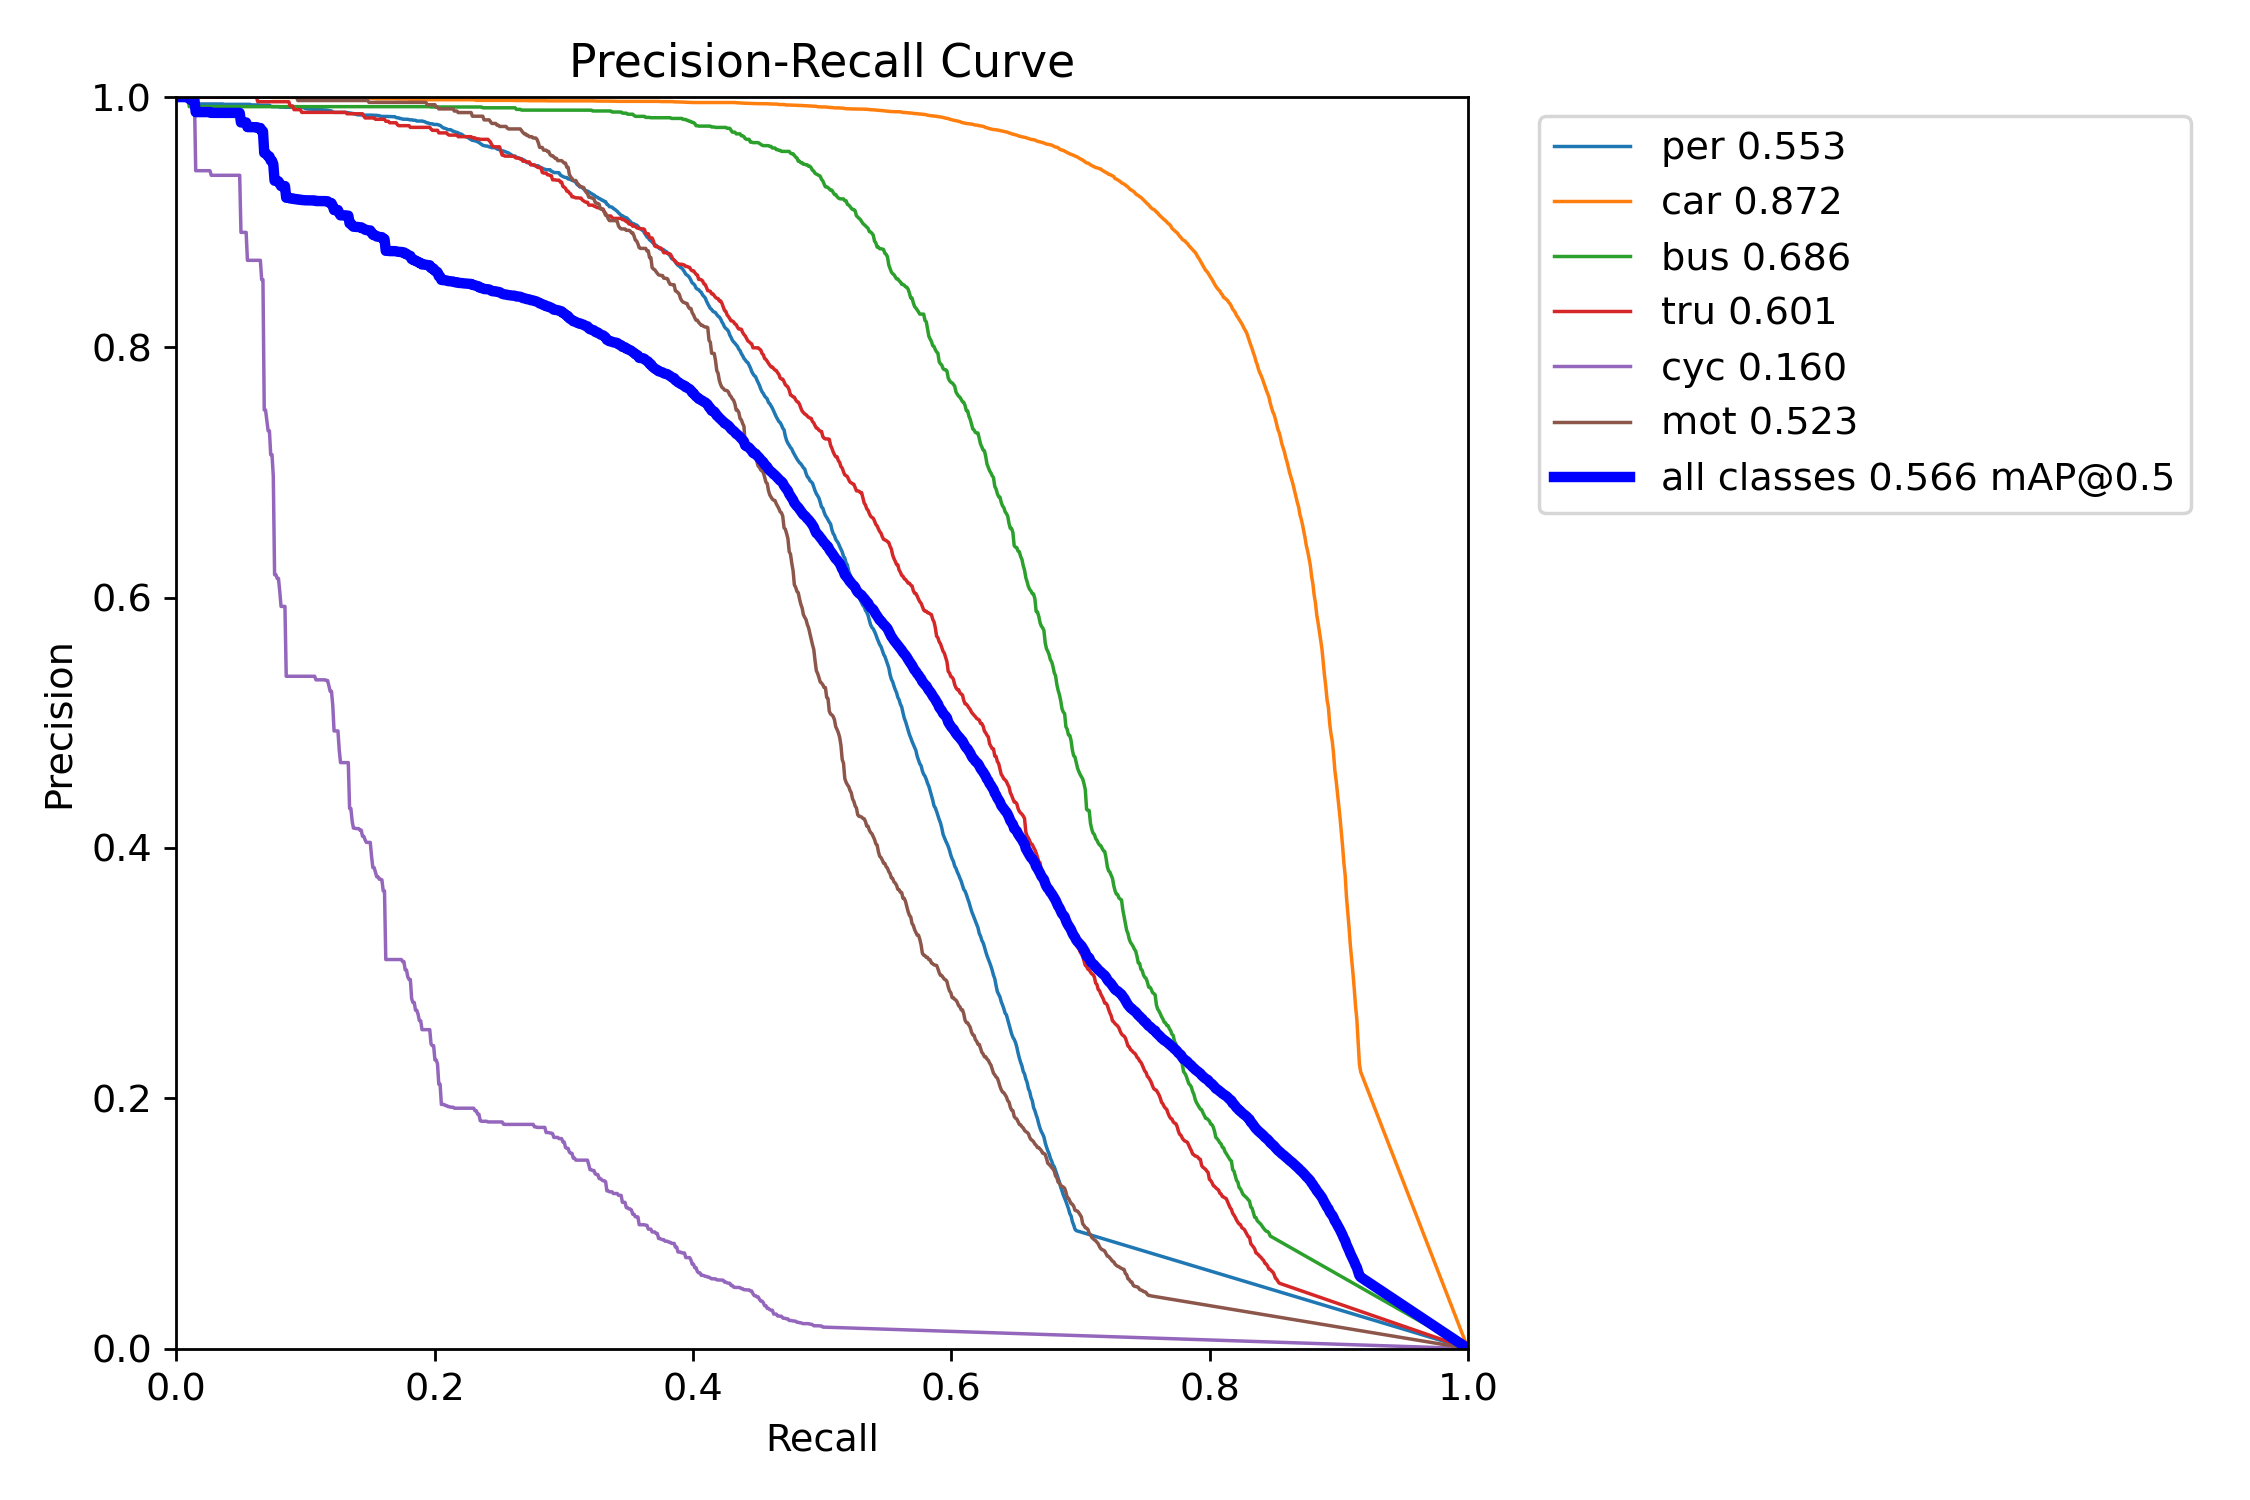 Precision-Recall Curve
1.0
0.8
0.6
0.4
0.2
0.0
Precision
0.0 0.2 0.4 0.6 0.8 1.0
Recall
per 0.553
car 0.872
bus 0.686
tru 0.601
cyc 0.160
mot 0.523
all classes 0.566 mAP@0.5